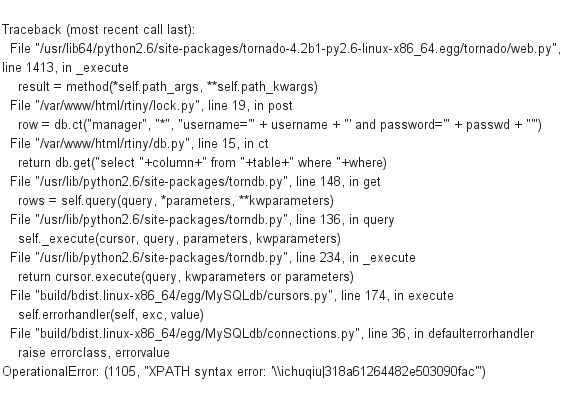 Traceback (most recent call last):
File "/usr/lib64/python2.6/site-packages/tornado-4.2b1-py2.6-linux-x86_64.egg/tornado/web.py",
line 1413, in _execute
result = method(*self.path_args, **self.path_kwargs)
File "/var/www/html/rtiny/lock.py", line 19, in post
row = db.ct("manager", "*", "username='" + username + "' and password='" + passwd + "'")
File "/var/www/html/rtiny/db.py", line 15, in ct
return db.get("select "+column+" from "+table+" where "+where)
File "/usr/lib/python2.6/site-packages/torndb.py", line 148, in get
rows = self.query(query, *parameters, **kwparameters)
File "/usr/lib/python2.6/site-packages/torndb.py", line 136, in query
self._execute(cursor, query, parameters, kwparameters)
File "/usr/lib/python2.6/site-packages/torndb.py", line 234, in _execute
return cursor.execute(query, kwparameters or parameters)
File "build/bdist.linux-x86_64/egg/MySQLdb/cursors.py", line 174, in execute
self.errorhandler(self, exc, value)
File "build/bdist.linux-x86_64/egg/MySQLdb/connections.py", line 36, in defaulterrorhandler
raise errorclass, errorvalue
OperationalError: (1105, "XPATH syntax error: '\\ichuqiu|318a61264482e503090fac'")